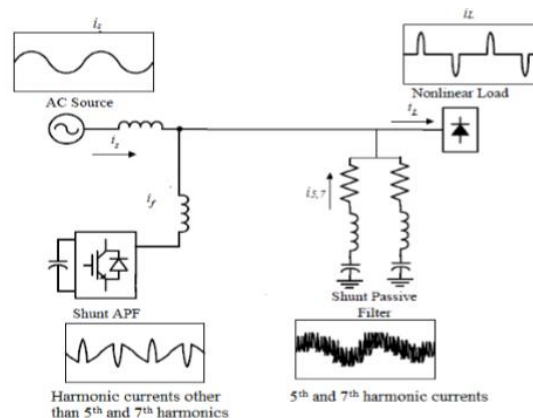 is
iL
AC Source
Nonlinear Load
iL
is
if
i5,7
Shunt APF
Shunt Passive
Filter
Harmonic currents other
than 5th and 7th harmonics
5th and 7th harmonic currents